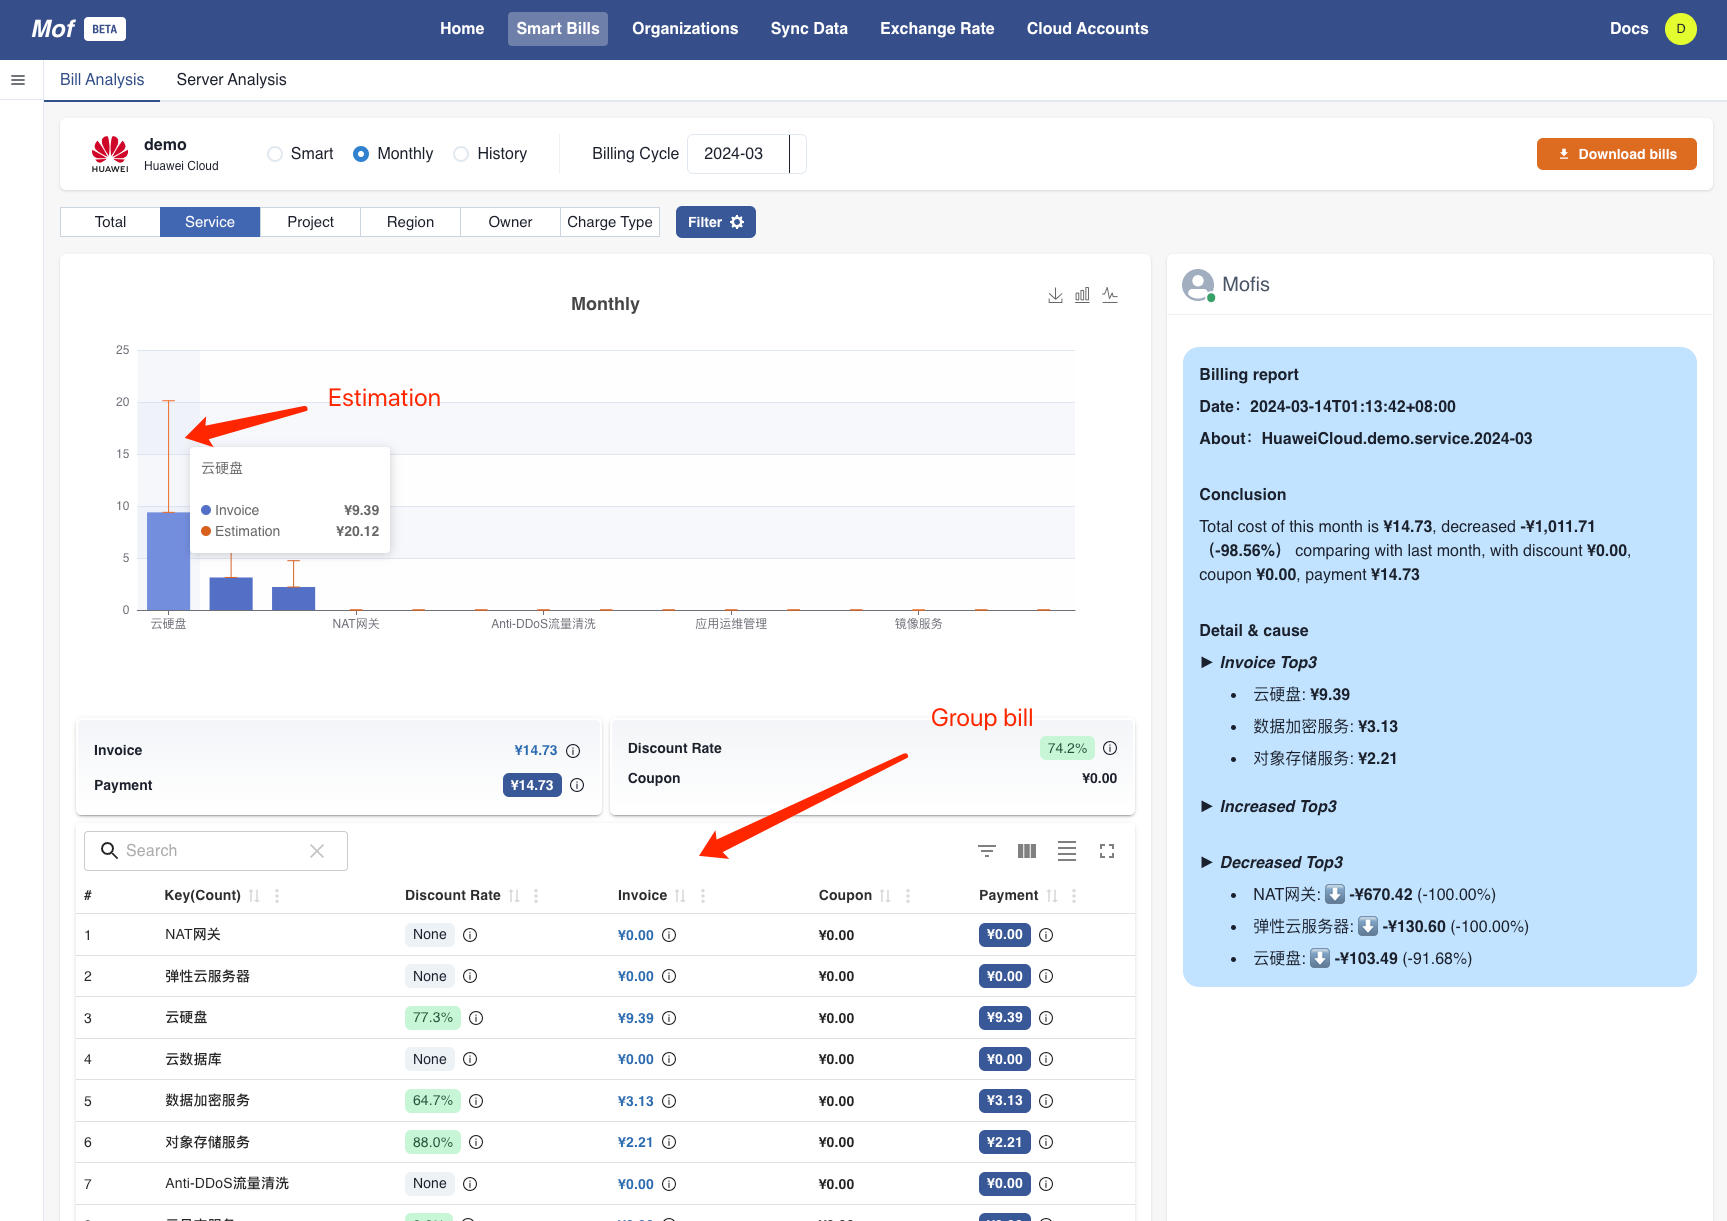 Mof BETA
Home Smart Bills Organizations Sync Data Exchange Rate Cloud Accounts Docs D
Bill Analysis Server Analysis
HUAWEI
demo
Huawei Cloud
Smart Monthly History Billing Cycle 2024-03 Download bills
Total Service Project Region Owner Charge Type Filter
Monthly
25
20
15
10
5
0
Estimation
云硬盘
Invoice ¥9.39
Estimation ¥20.12
云硬盘 NAT网关 Anti-DDoS流量清洗 应用运维管理 镜像服务
Group bill
Invoice ¥14.73
Payment ¥14.73
Discount Rate 74.2%
Coupon ¥0.00
Search
# Key(Count) Discount Rate Invoice Coupon Payment
1 NAT网关 None ¥0.00 ¥0.00 ¥0.00
2 弹性云服务器 None ¥0.00 ¥0.00 ¥0.00
3 云硬盘 77.3% ¥9.39 ¥0.00 ¥9.39
4 云数据库 None ¥0.00 ¥0.00 ¥0.00
5 数据加密服务 64.7% ¥3.13 ¥0.00 ¥3.13
6 对象存储服务 88.0% ¥2.21 ¥0.00 ¥2.21
7 Anti-DDoS流量清洗 None ¥0.00 ¥0.00 ¥0.00
Mofis
Billing report
Date：2024-03-14T01:13:42+08:00
About：HuaweiCloud.demo.service.2024-03
Conclusion
Total cost of this month is ¥14.73, decreased -¥1,011.71
（-98.56%） comparing with last month, with discount ¥0.00,
coupon ¥0.00, payment ¥14.73
Detail & cause
► Invoice Top3
• 云硬盘: ¥9.39
• 数据加密服务: ¥3.13
• 对象存储服务: ¥2.21
► Increased Top3
► Decreased Top3
• NAT网关: ⬇️ -¥670.42 (-100.00%)
• 弹性云服务器: ⬇️ -¥130.60 (-100.00%)
• 云硬盘: ⬇️ -¥103.49 (-91.68%)